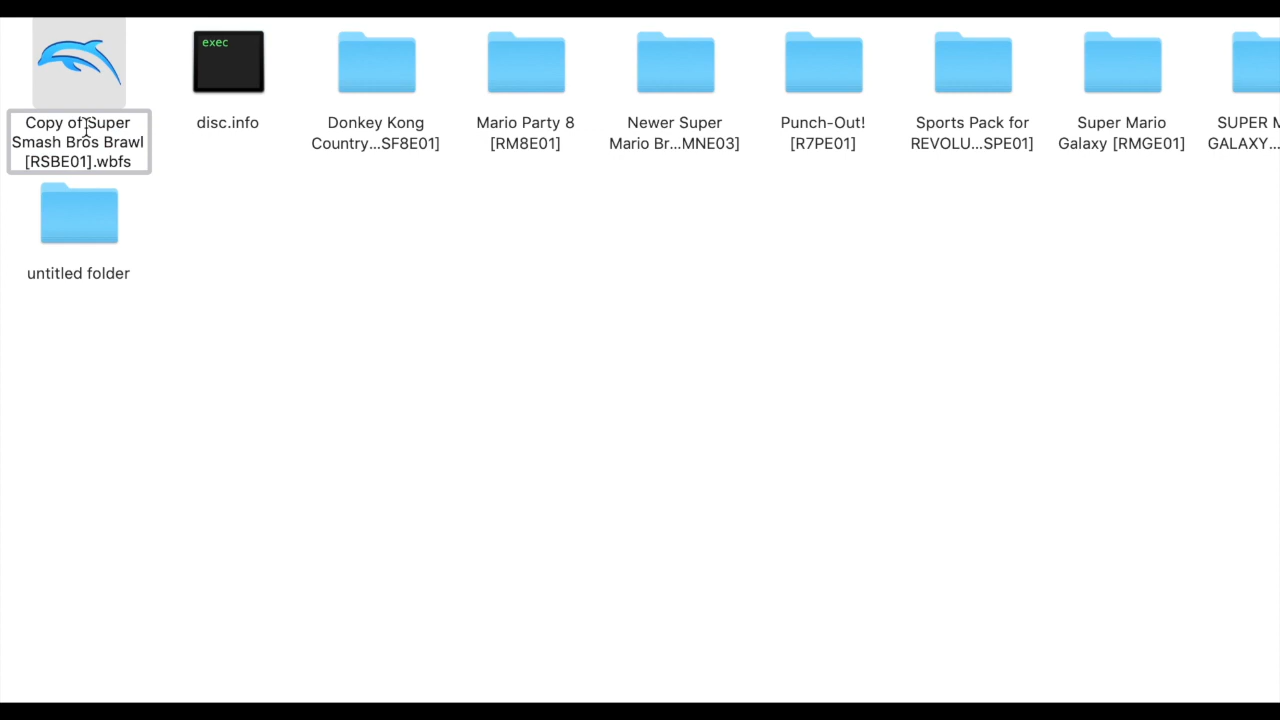 exec
Copy of Super
Smash Bros Brawl
[RSBE01].wbfs
disc.info
Donkey Kong
Country...SF8E01]
Mario Party 8
[RM8E01]
Newer Super
Mario Br...MNE03]
Punch-Out!
[R7PE01]
Sports Pack for
REVOLU...SPE01]
Super Mario
Galaxy [RMGE01]
SUPER M
GALAXY...
untitled folder